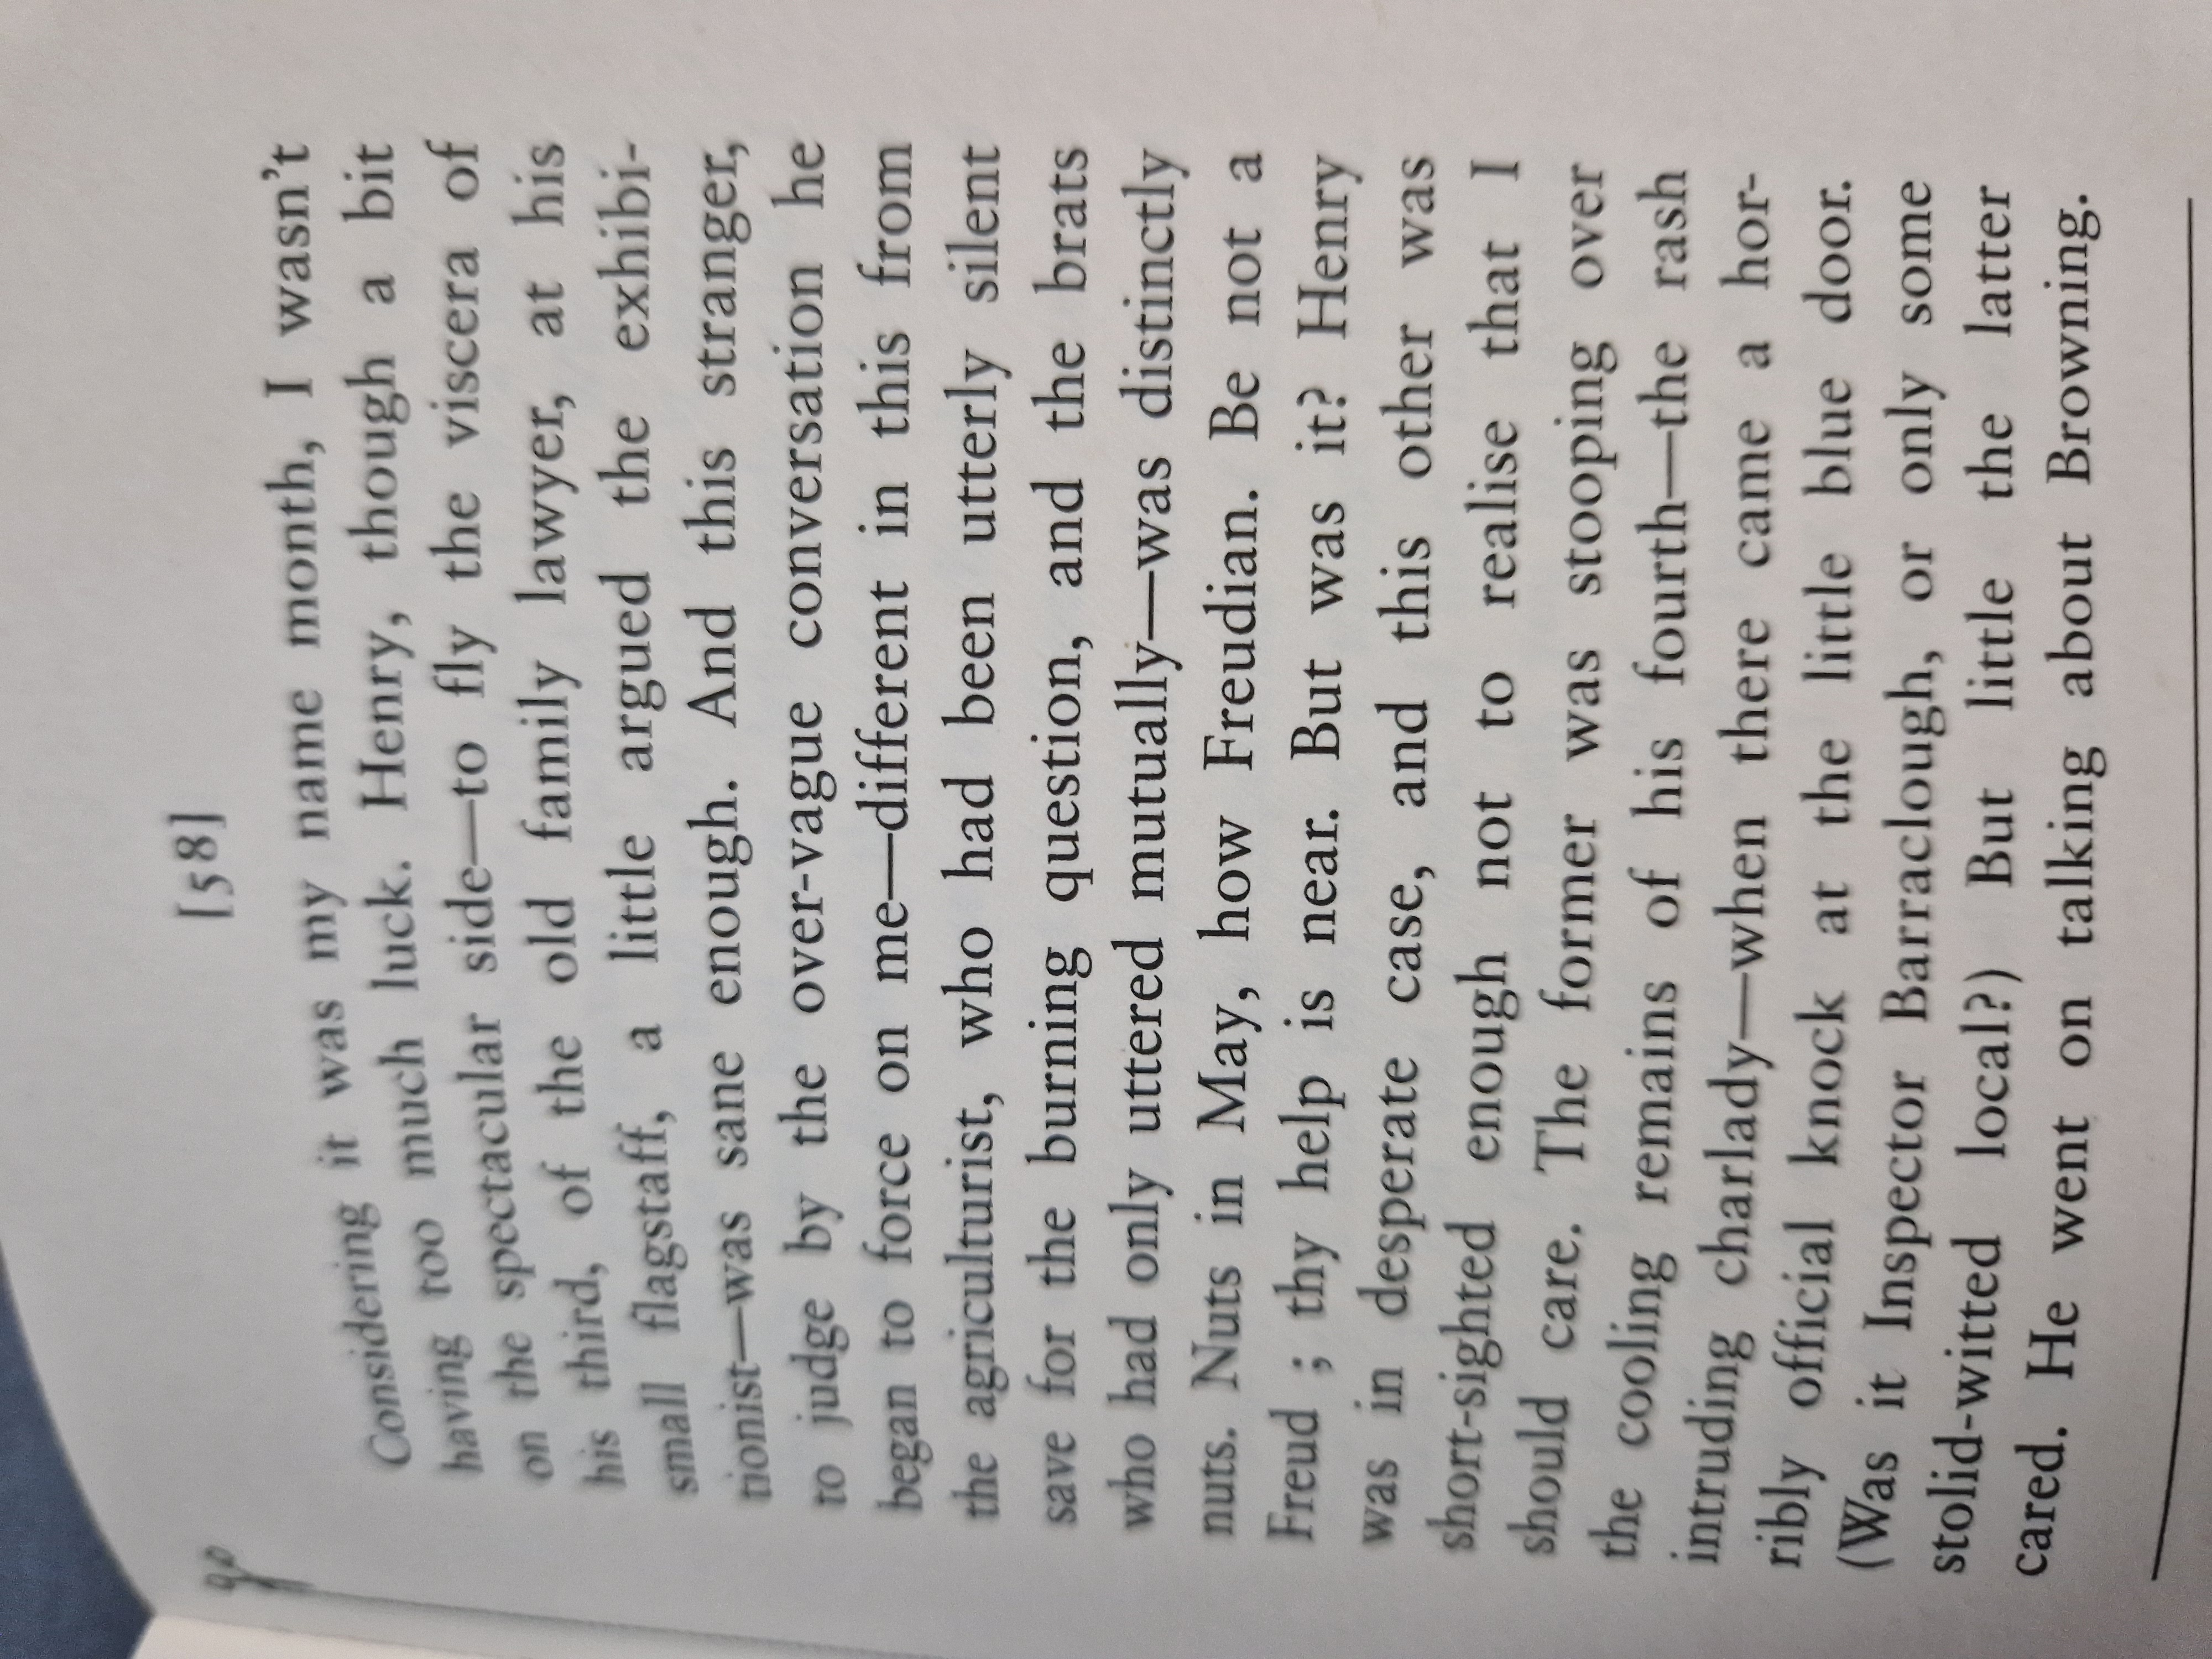 [58]
Considering it was my name month, I wasn't
having too much luck. Henry, though a bit
on the spectacular side—to fly the viscera of
his third, of the old family lawyer, at his
small flagstaff, a little argued the exhibi-
tionist—was sane enough. And this stranger,
to judge by the over-vague conversation he
began to force on me—different in this from
the agriculturist, who had been utterly silent
save for the burning question, and the brats
who had only uttered mutually—was distinctly
nuts. Nuts in May, how Freudian. Be not a
Freud ; thy help is near. But was it? Henry
was in desperate case, and this other was
short-sighted enough not to realise that I
should care. The former was stooping over
the cooling remains of his fourth—the rash
intruding charlady—when there came a hor-
ribly official knock at the little blue door.
(Was it Inspector Barraclough, or only some
stolid-witted local?) But little the latter
cared. He went on talking about Browning.